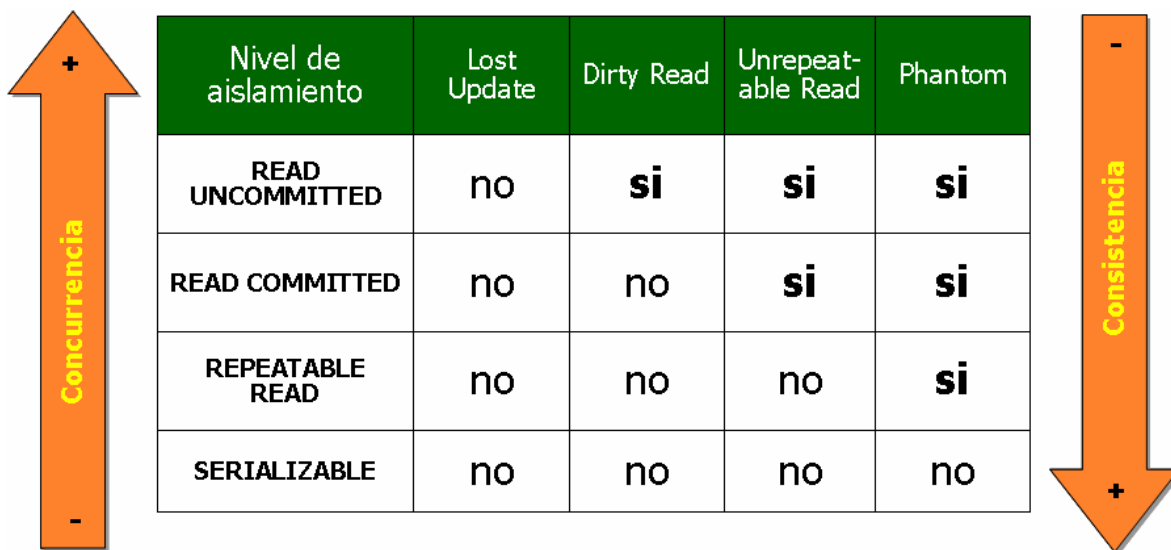 +
-
Nivel de
aislamiento
Lost
Update
Dirty Read
Unrepeat-
able Read
Phantom
READ
UNCOMMITTED
no
si
si
si
READ COMMITTED
no
no
si
si
REPEATABLE
READ
no
no
no
si
SERIALIZABLE
no
no
no
no
Concurrencia
Consistencia
-
+